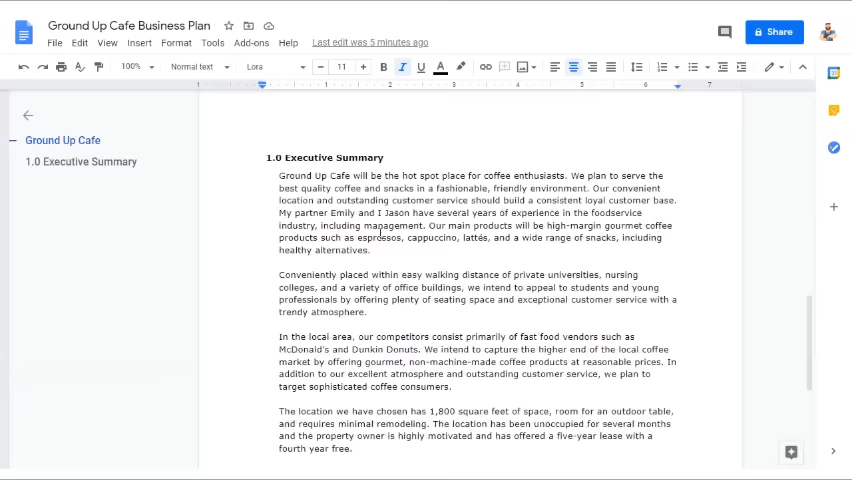 Ground Up Cafe Business Plan
File Edit View Insert Format Tools Add-ons Help Last edit was 5 minutes ago
Share
100% Normal text Lora 11 B I U A
1 1 2 3 4 5 6 7
Ground Up Cafe
1.0 Executive Summary
1.0 Executive Summary
Ground Up Cafe will be the hot spot place for coffee enthusiasts. We plan to serve the
best quality coffee and snacks in a fashionable, friendly environment. Our convenient
location and outstanding customer service should build a consistent loyal customer base.
My partner Emily and I Jason have several years of experience in the foodservice
industry, including management. Our main products will be high-margin gourmet coffee
products such as espressos, cappuccino, lattés, and a wide range of snacks, including
healthy alternatives.
Conveniently placed within easy walking distance of private universities, nursing
colleges, and a variety of office buildings, we intend to appeal to students and young
professionals by offering plenty of seating space and exceptional customer service with a
trendy atmosphere.
In the local area, our competitors consist primarily of fast food vendors such as
McDonald's and Dunkin Donuts. We intend to capture the higher end of the local coffee
market by offering gourmet, non-machine-made coffee products at reasonable prices. In
addition to our excellent atmosphere and outstanding customer service, we plan to
target sophisticated coffee consumers.
The location we have chosen has 1,800 square feet of space, room for an outdoor table,
and requires minimal remodeling. The location has been unoccupied for several months
and the property owner is highly motivated and has offered a five-year lease with a
fourth year free.